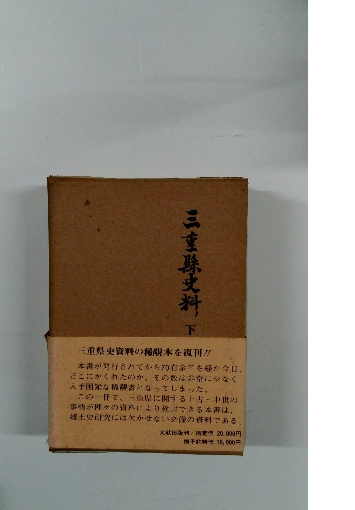 三重縣史料
下
三重県史資料の稀覯本を復刊!!
本書が発行されてから70有余年を経た今日、
どこにかくれたのか、その数は非常に少なく
入手困難な稀覯書となってしまった。
この一冊で、三重県に関する上古・中世の
事柄が種々の資料により検討できる本書は、
郷土史研究には欠かせない必備の資料である。
文献出版刊/揃定価 20,000円
揃予約特価 18,000円